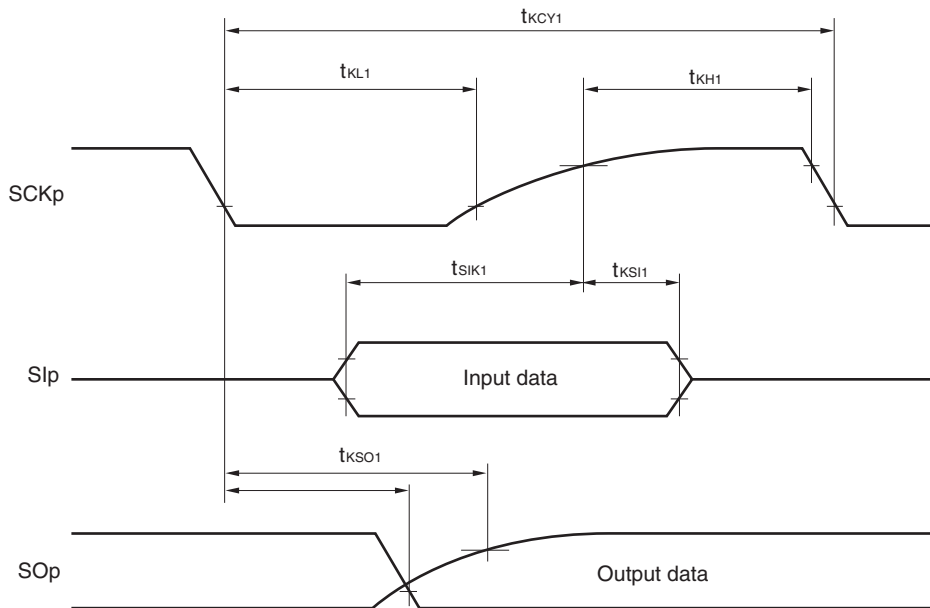 tKCY1
tKL1
tKH1
SCKp
tSIK1
tKSI1
SIp
Input data
tKSO1
SOp
Output data